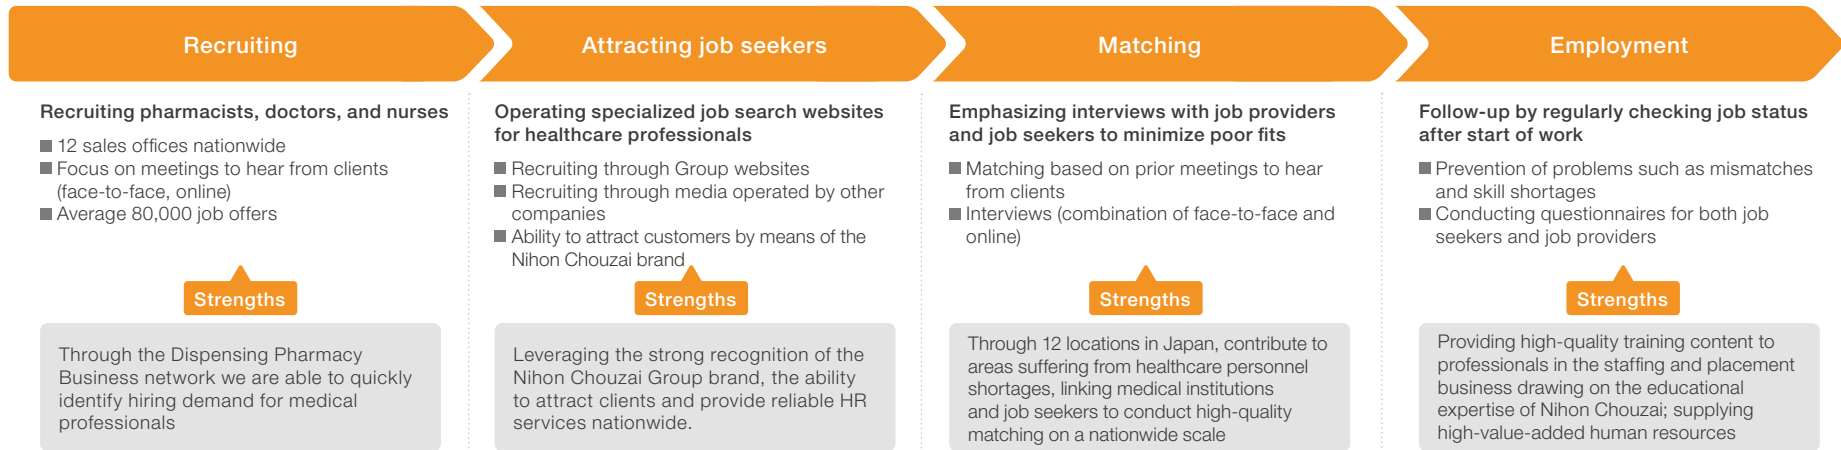 Recruiting
Recruiting pharmacists, doctors, and nurses
12 sales offices nationwide
Focus on meetings to hear from clients
(face-to-face, online)
Average 80,000 job offers
Strengths
Through the Dispensing Pharmacy
Business network we are able to quickly
identify hiring demand for medical
professionals
Attracting job seekers
Operating specialized job search websites
for healthcare professionals
Recruiting through Group websites
Recruiting through media operated by other
companies
Ability to attract customers by means of the
Nihon Chouzai brand
Strengths
Leveraging the strong recognition of the
Nihon Chouzai Group brand, the ability
to attract clients and provide reliable HR
services nationwide.
Matching
Emphasizing interviews with job providers
and job seekers to minimize poor fits
Matching based on prior meetings to hear
from clients
Interviews (combination of face-to-face and
online)
Strengths
Through 12 locations in Japan, contribute to
areas suffering from healthcare personnel
shortages, linking medical institutions
and job seekers to conduct high-quality
matching on a nationwide scale
Employment
Follow-up by regularly checking job status
after start of work
Prevention of problems such as mismatches
and skill shortages
Conducting questionnaires for both job
seekers and job providers
Strengths
Providing high-quality training content to
professionals in the staffing and placement
business drawing on the educational
expertise of Nihon Chouzai; supplying
high-value-added human resources